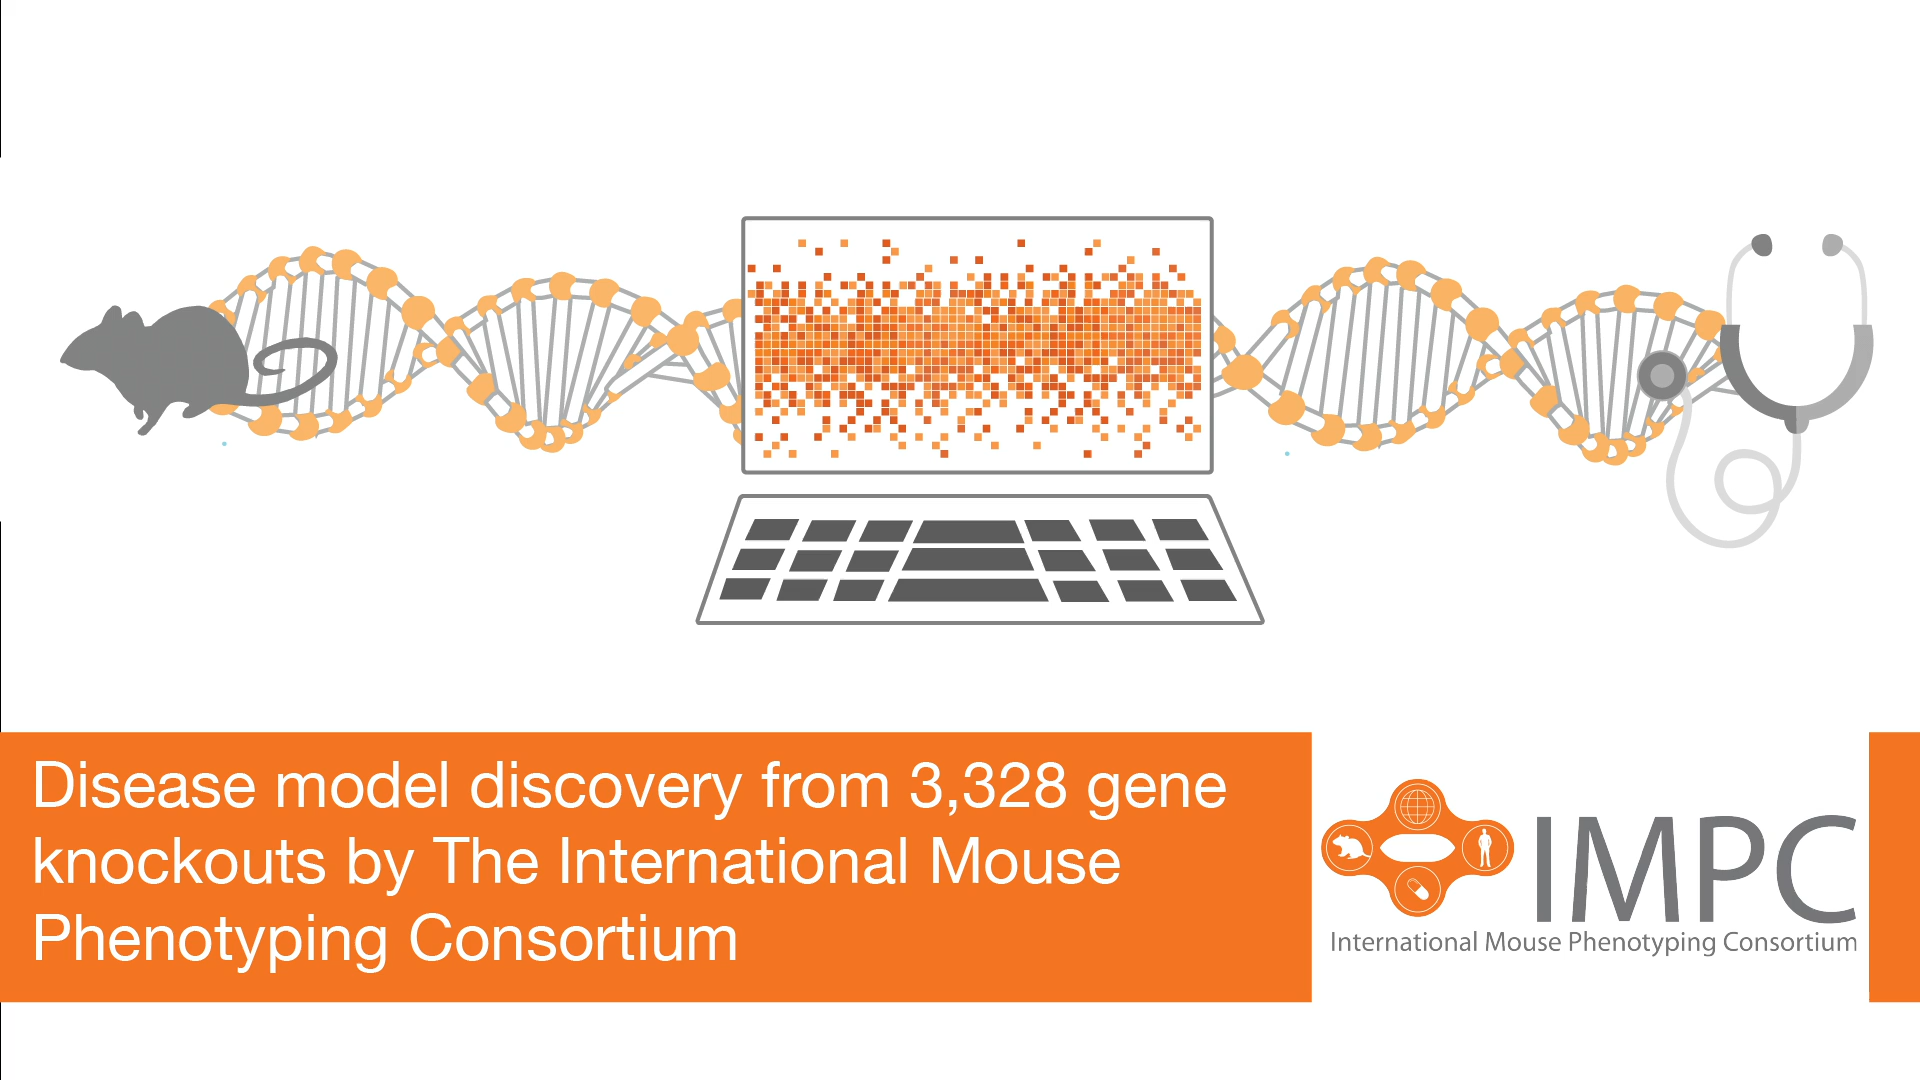 Disease model discovery from 3,328 gene
knockouts by The International Mouse
Phenotyping Consortium
IMPC
International Mouse Phenotyping Consortium